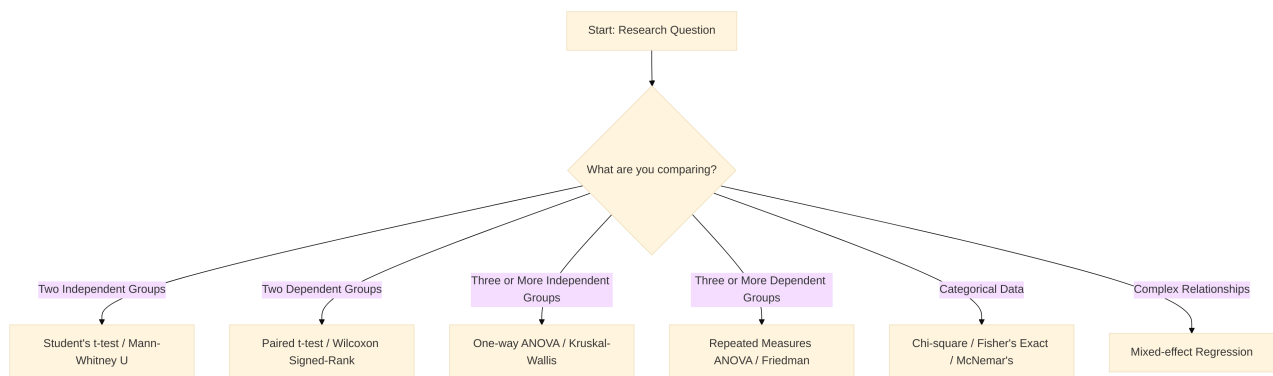 Start: Research Question
What are you comparing?
Two Independent Groups
Two Dependent Groups
Three or More Independent
Groups
Three or More Dependent
Groups
Categorical Data
Complex Relationships
Student's t-test / Mann-
Whitney U
Paired t-test / Wilcoxon
Signed-Rank
One-way ANOVA / Kruskal-
Wallis
Repeated Measures
ANOVA / Friedman
Chi-square / Fisher's Exact
/ McNemar's
Mixed-effect Regression